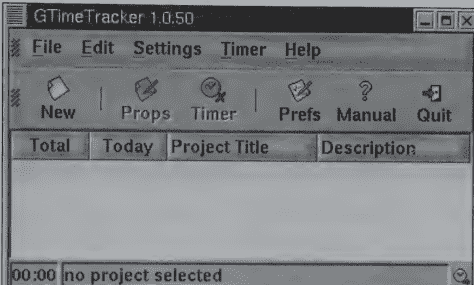 GTimeTracker 1.0.50
File Edit Settings Timer Help
New Props Timer Prefs Manual Quit
Total Today Project Title Description
00:00 no project selected